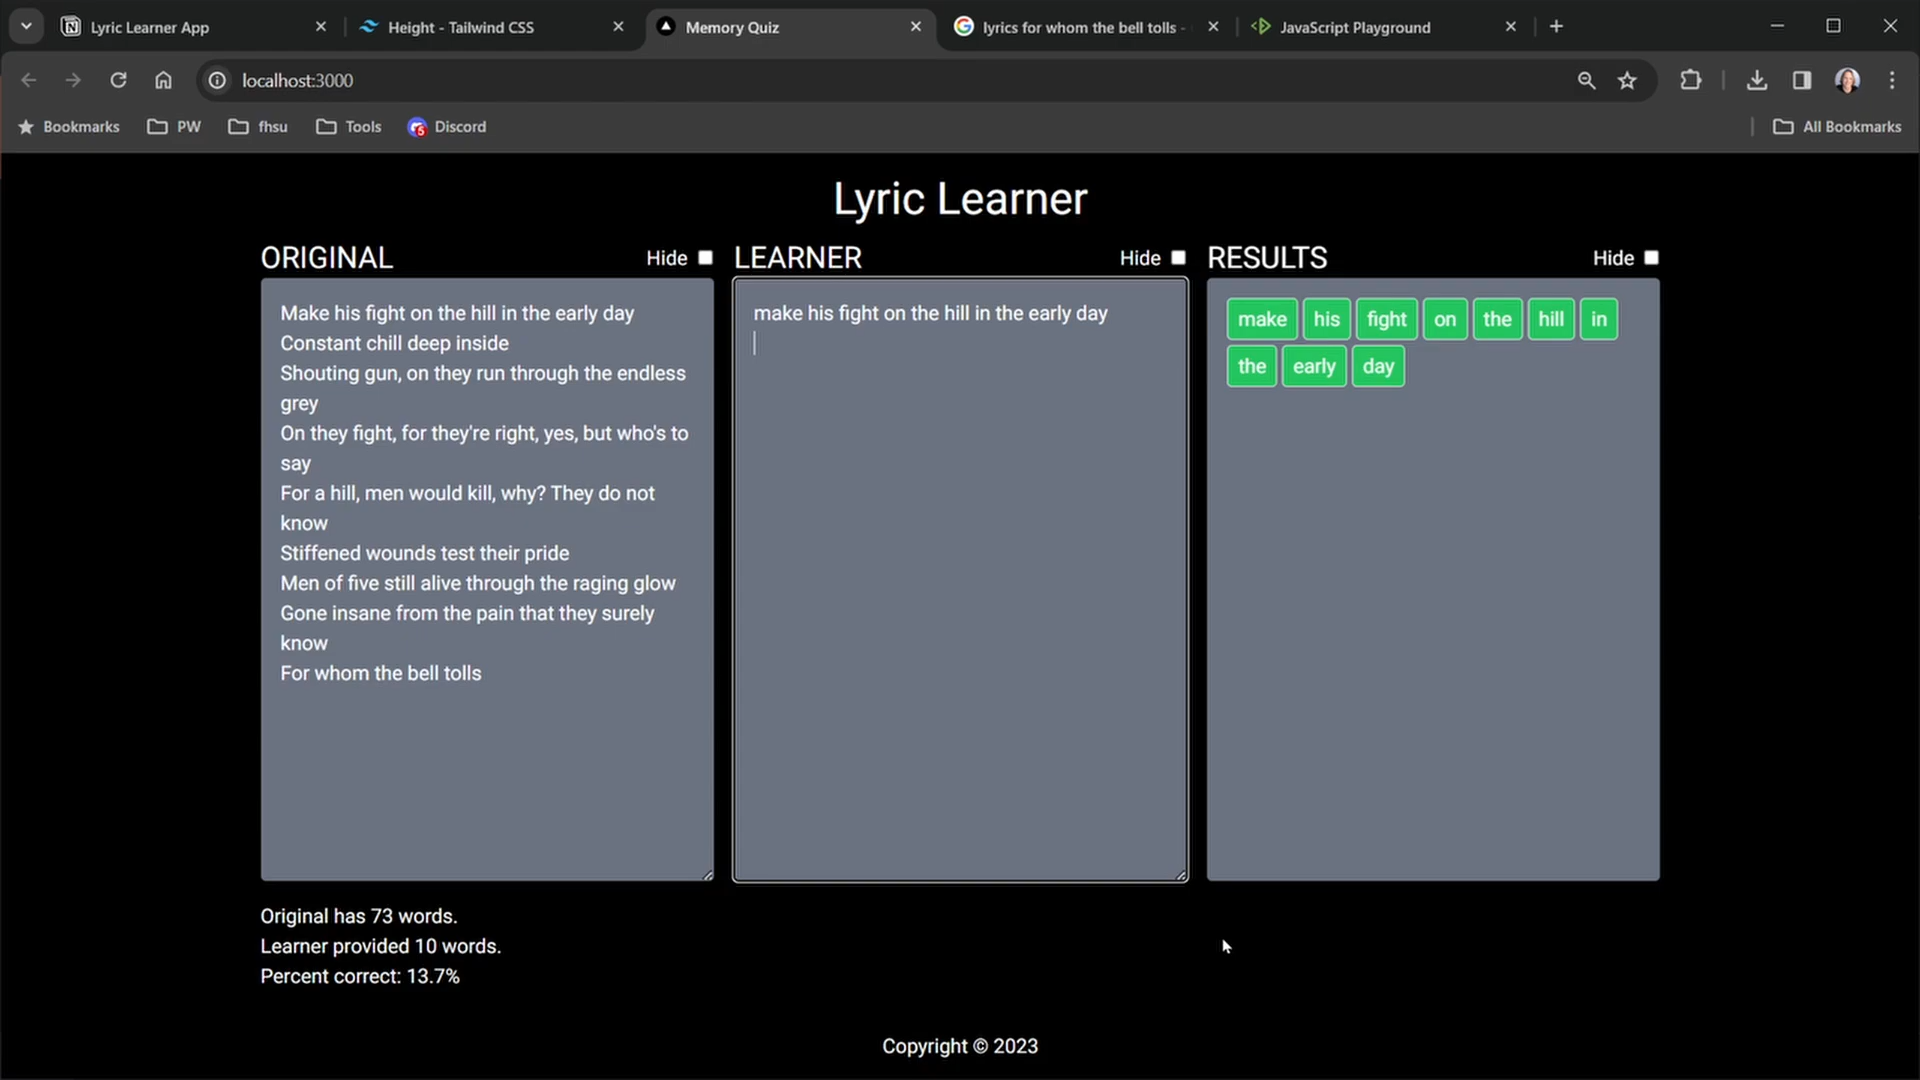 Lyric Learner App
Height - Tailwind CSS
Memory Quiz
lyrics for whom the bell tolls -
JavaScript Playground
localhost:3000
Bookmarks
PW
fhsu
Tools
Discord
All Bookmarks
Lyric Learner
ORIGINAL
Hide
Make his fight on the hill in the early day
Constant chill deep inside
Shouting gun, on they run through the endless
grey
On they fight, for they're right, yes, but who's to
say
For a hill, men would kill, why? They do not
know
Stiffened wounds test their pride
Men of five still alive through the raging glow
Gone insane from the pain that they surely
know
For whom the bell tolls
LEARNER
Hide
make his fight on the hill in the early day
RESULTS
Hide
make his fight on the hill in
the early day
Original has 73 words.
Learner provided 10 words.
Percent correct: 13.7%
Copyright © 2023